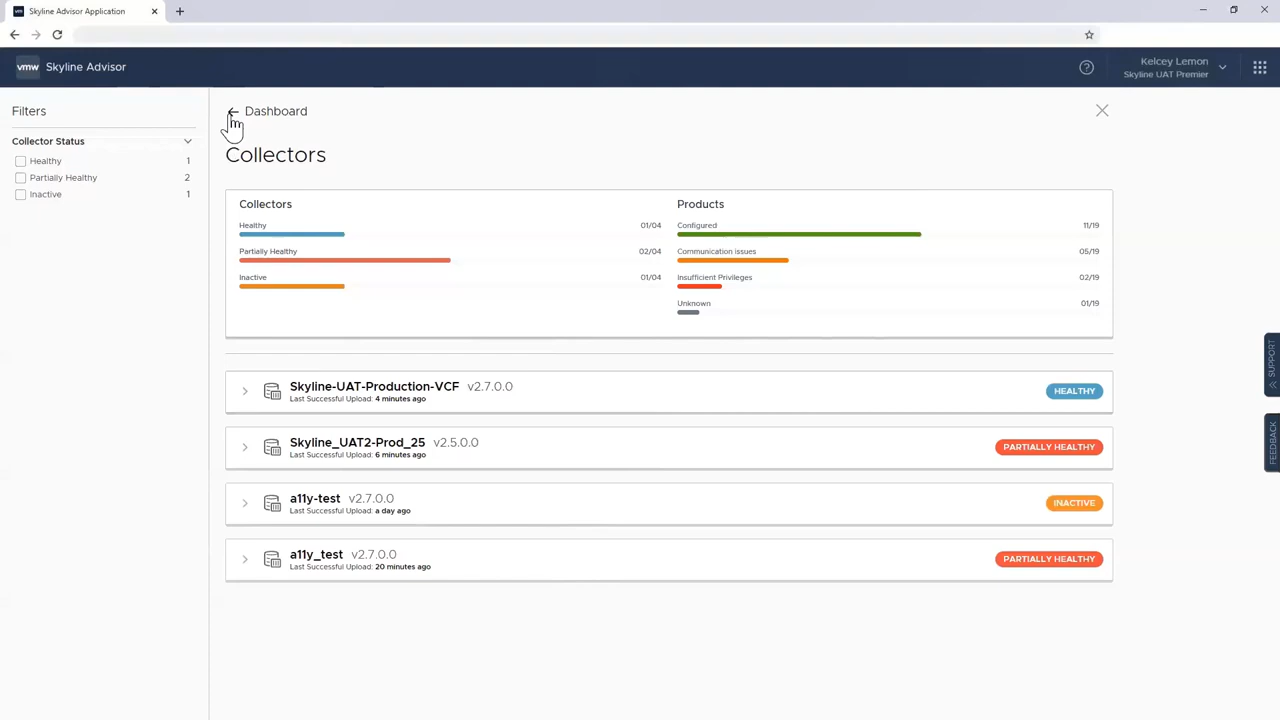 vm Skyline Advisor Application
vmw Skyline Advisor
Kelcey Lemon
Skyline UAT Premier
Filters
Collector Status
Healthy 1
Partially Healthy 2
Inactive 1
Dashboard
Collectors
Collectors
Healthy 01/04
Partially Healthy 02/04
Inactive 01/04
Products
Configured 11/19
Communication issues 05/19
Insufficient Privileges 02/19
Unknown 01/19
Skyline-UAT-Production-VCF v2.7.0.0
Last Successful Upload: 4 minutes ago
HEALTHY
Skyline_UAT2-Prod_25 v2.5.0.0
Last Successful Upload: 6 minutes ago
PARTIALLY HEALTHY
a11y-test v2.7.0.0
Last Successful Upload: a day ago
INACTIVE
a11y_test v2.7.0.0
Last Successful Upload: 20 minutes ago
PARTIALLY HEALTHY
SUPPORT
FEEDBACK